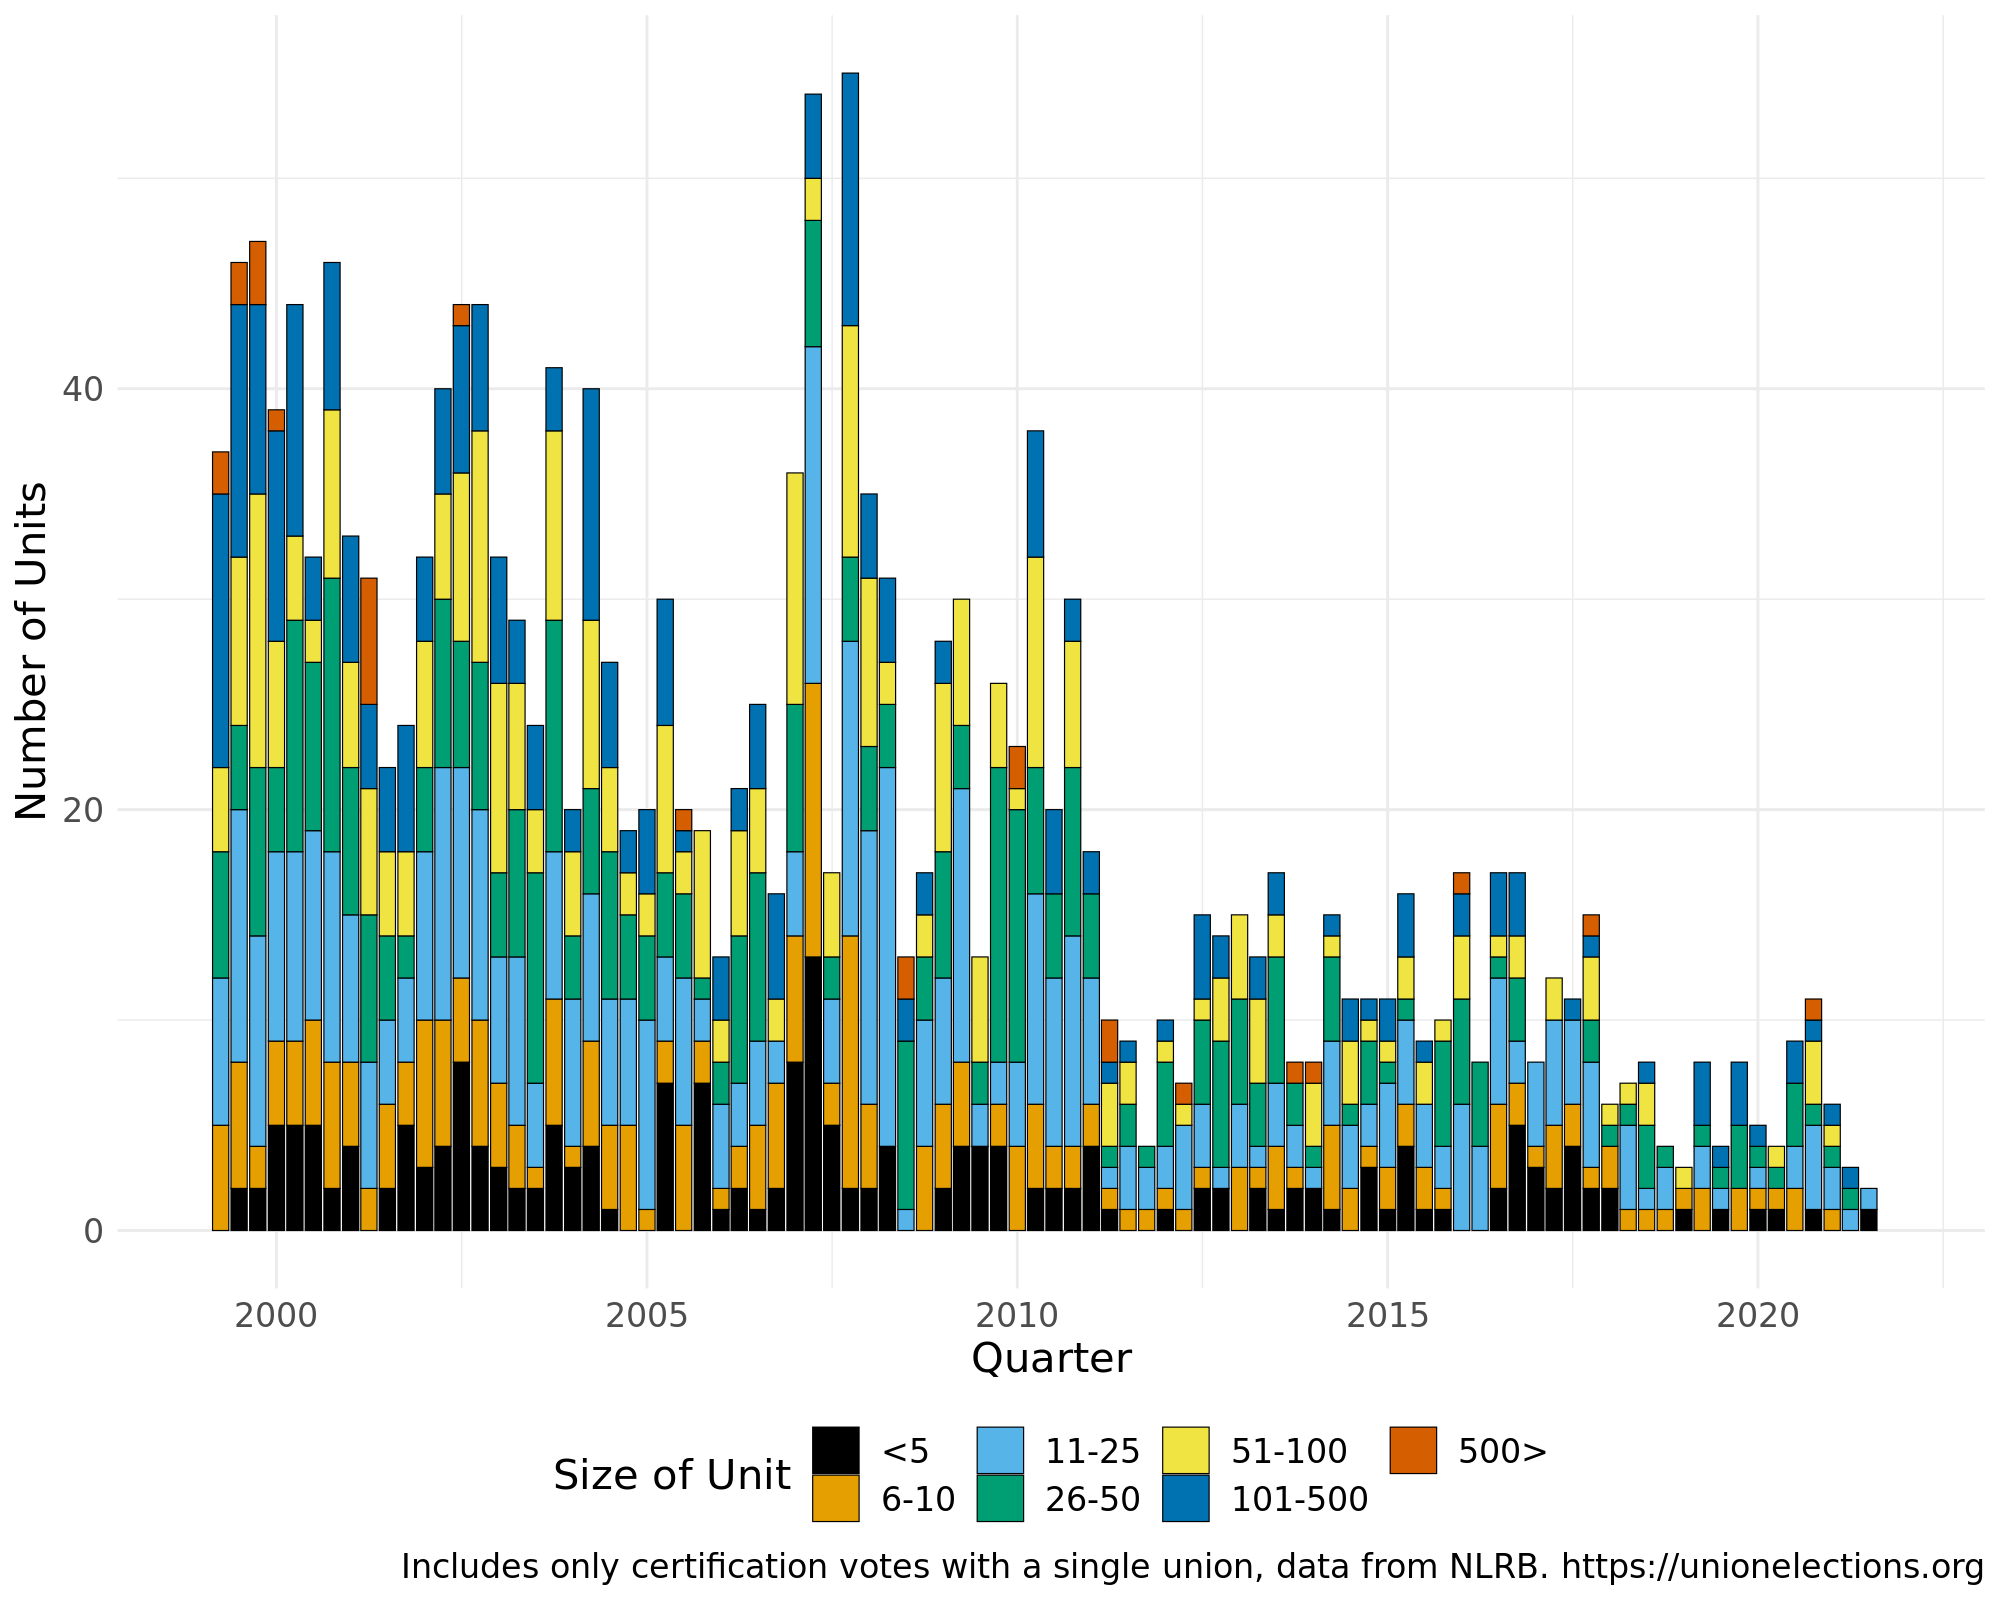 Number of Units
40
20
0
2000 2005 2010 2015 2020
Quarter
Size of Unit
<5 11-25 51-100 500>
6-10 26-50 101-500
Includes only certification votes with a single union, data from NLRB. https://unionelections.org